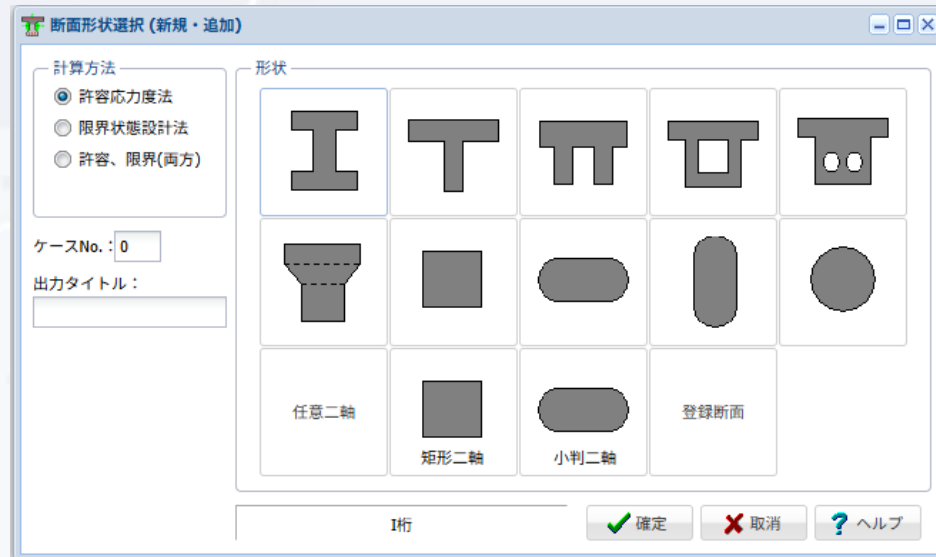 断面形状選択 (新規・追加)
計算方法
許容応力度法
限界状態設計法
許容、限界(両方)
ケースNo.：0
出力タイトル：
形状
任意二軸
矩形二軸
小判二軸
登録断面
I桁
確定
取消
ヘルプ